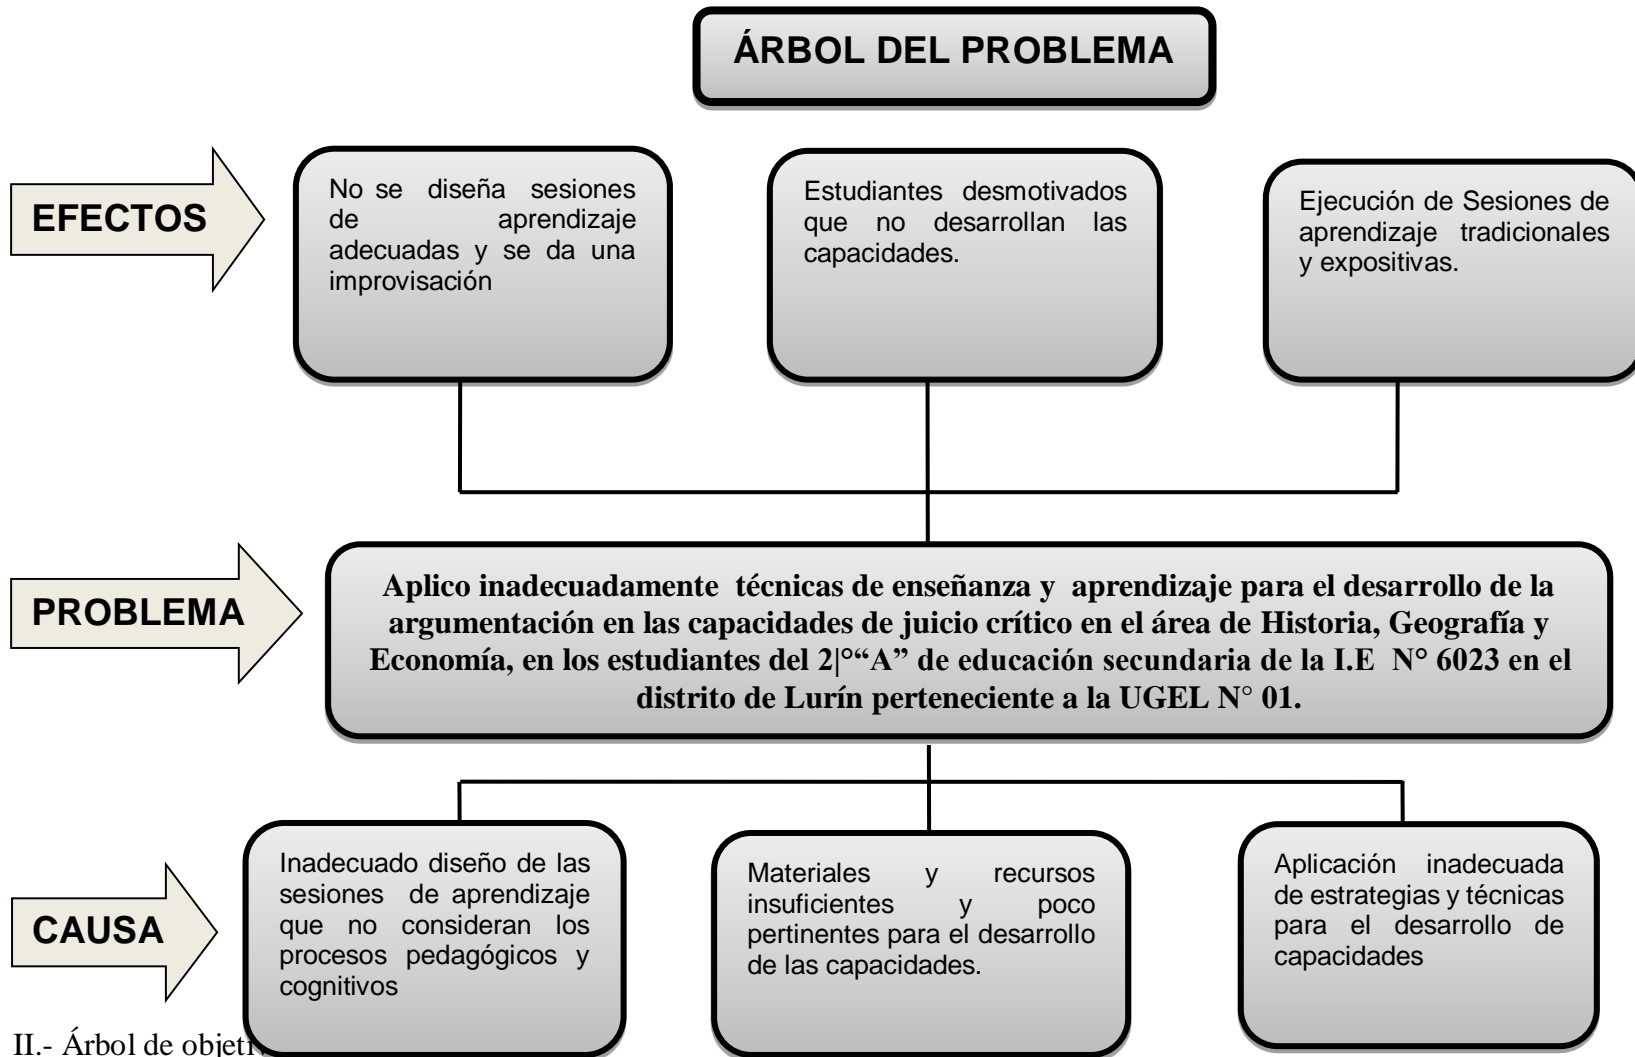 ÁRBOL DEL PROBLEMA
EFECTOS
No se diseña sesiones
de aprendizaje
adecuadas y se da una
improvisación
Estudiantes desmotivados
que no desarrollan las
capacidades.
Ejecución de Sesiones de
aprendizaje tradicionales
y expositivas.
PROBLEMA
Aplico inadecuadamente técnicas de enseñanza y aprendizaje para el desarrollo de la
argumentación en las capacidades de juicio crítico en el área de Historia, Geografía y
Economía, en los estudiantes del 2|°“A” de educación secundaria de la I.E N° 6023 en el
distrito de Lurín perteneciente a la UGEL N° 01.
CAUSA
Inadecuado diseño de las
sesiones de aprendizaje
que no consideran los
procesos pedagógicos y
cognitivos
Materiales y recursos
insuficientes y poco
pertinentes para el desarrollo
de las capacidades.
Aplicación inadecuada
de estrategias y técnicas
para el desarrollo de
capacidades
II.- Árbol de